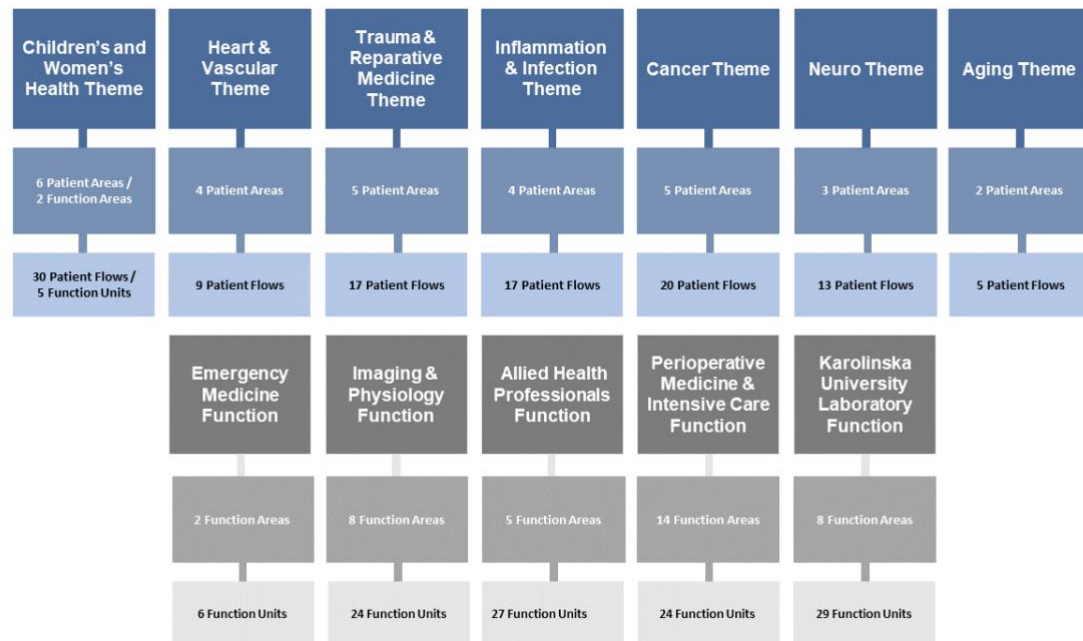 Children's and
Women's
Health Theme
Heart &
Vascular
Theme
Trauma &
Reparative
Medicine
Theme
Inflammation
& Infection
Theme
Cancer Theme
Neuro Theme
Aging Theme
6 Patient Areas /
2 Function Areas
4 Patient Areas
5 Patient Areas
4 Patient Areas
5 Patient Areas
3 Patient Areas
2 Patient Areas
30 Patient Flows /
5 Function Units
9 Patient Flows
17 Patient Flows
17 Patient Flows
20 Patient Flows
13 Patient Flows
5 Patient Flows
Emergency
Medicine
Function
Imaging &
Physiology
Function
Allied Health
Professionals
Function
Perioperative
Medicine &
Intensive Care
Function
Karolinska
University
Laboratory
Function
2 Function Areas
8 Function Areas
5 Function Areas
14 Function Areas
8 Function Areas
6 Function Units
24 Function Units
27 Function Units
24 Function Units
29 Function Units